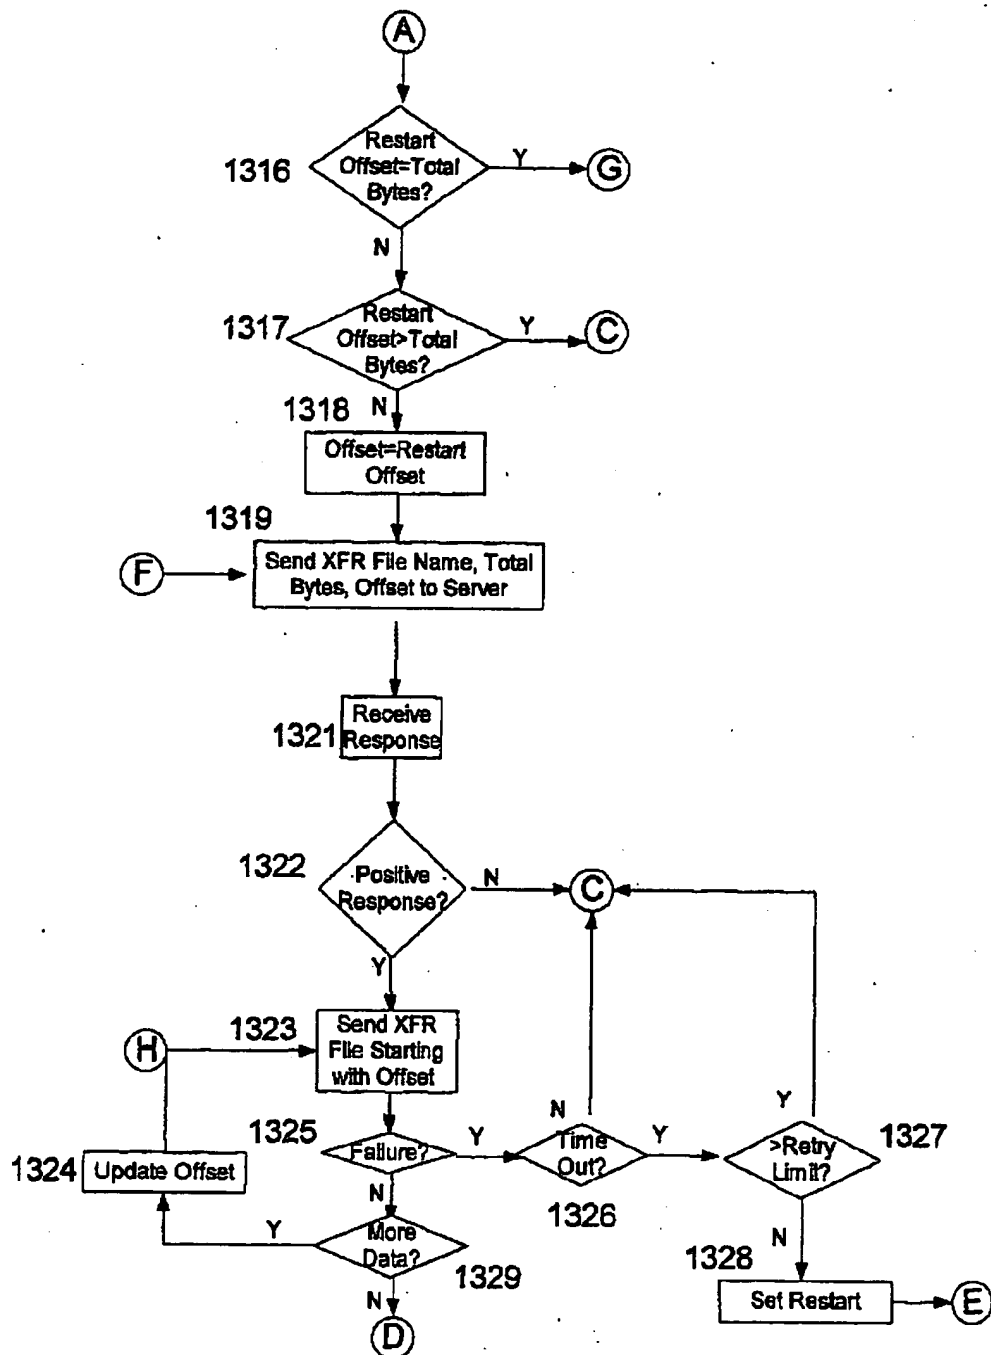 A
1316
Restart
Offset=Total
Bytes?
Y
G
N
1317
Restart
Offset>Total
Bytes?
Y
C
1318
N
Offset=Restart
Offset
1319
F
Send XFR File Name, Total
Bytes, Offset to Server
1321
Receive
Response
1322
Positive
Response?
N
C
Y
H
1323
Send XFR
File Starting
with Offset
1325
Failure?
Y
N
Time
Out?
Y
1326
Y
>Retry
Limit?
1327
1324
Update Offset
N
Y
More
Data?
1329
N
D
N
1328
Set Restart
E